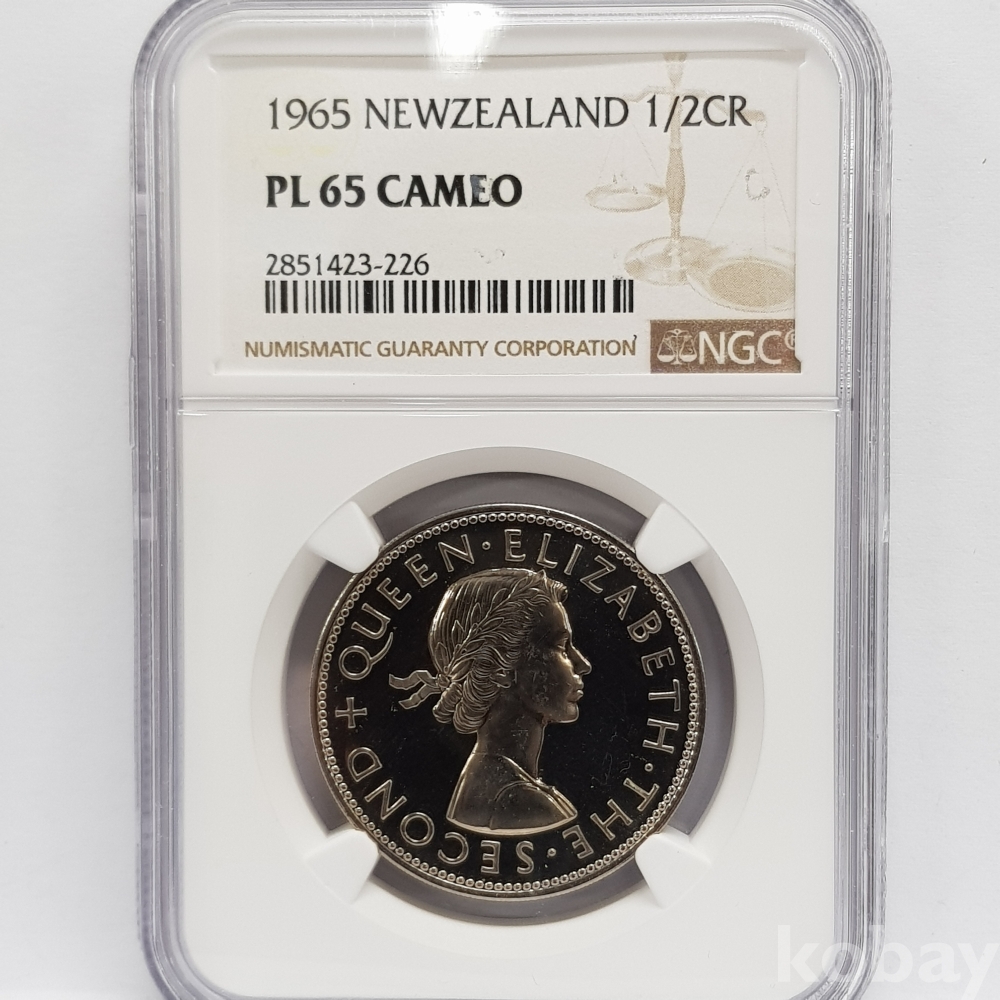 1965 NEWZEALAND 1/2CR
PL 65 CAMEO
2851423-226
NUMISMATIC GUARANTY CORPORATION
NGC®
+ QUEEN · ELIZABETH · THE · SECOND
kobay